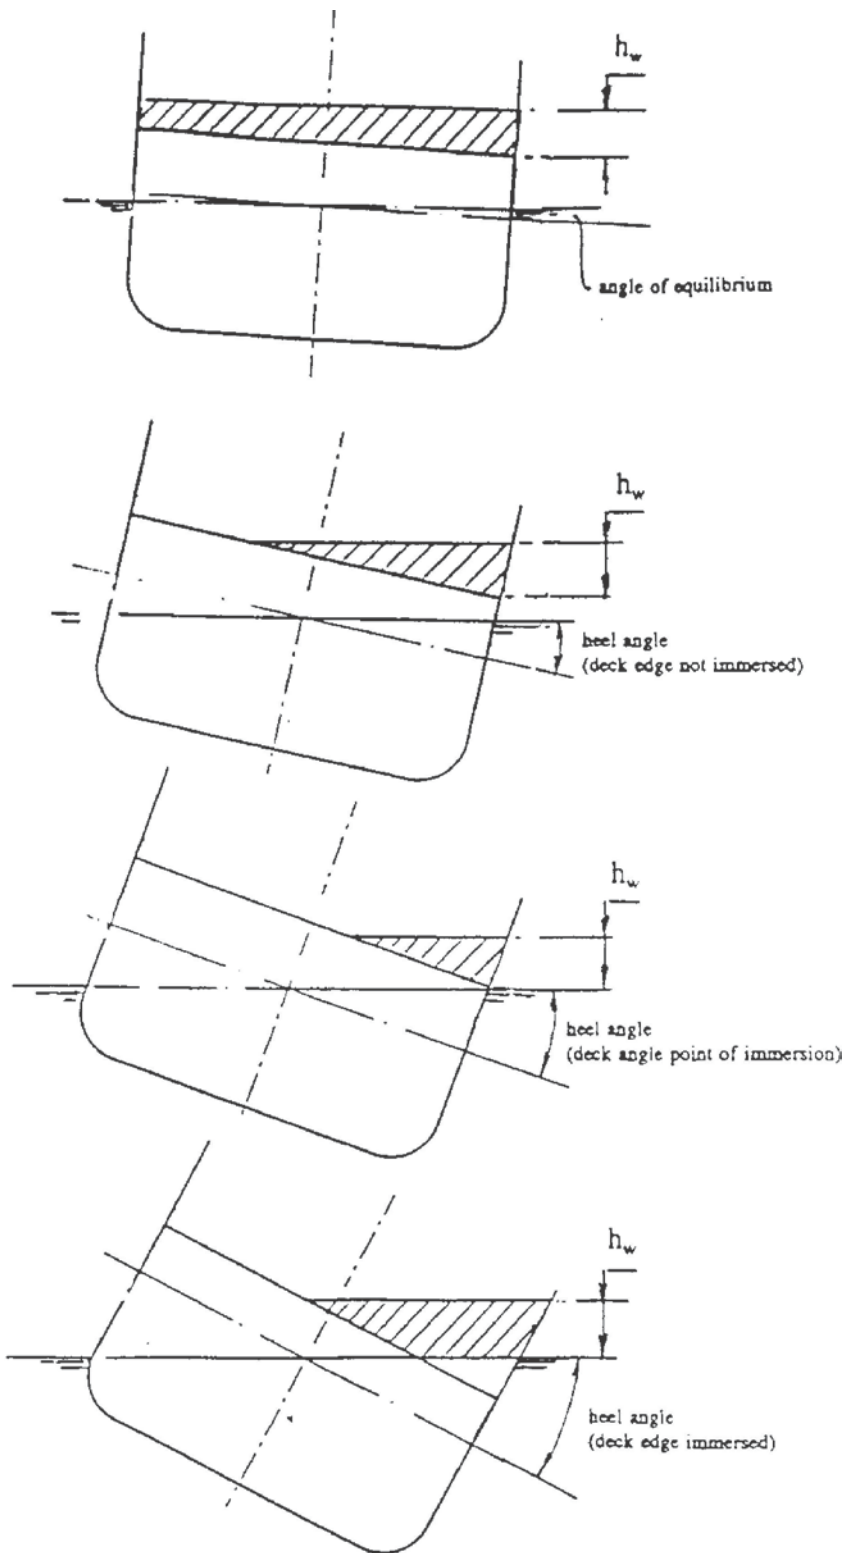 h_w
angle of equilibrium
h_w
heel angle
(deck edge not immersed)
h_w
heel angle
(deck angle point of immersion)
h_w
heel angle
(deck edge immersed)